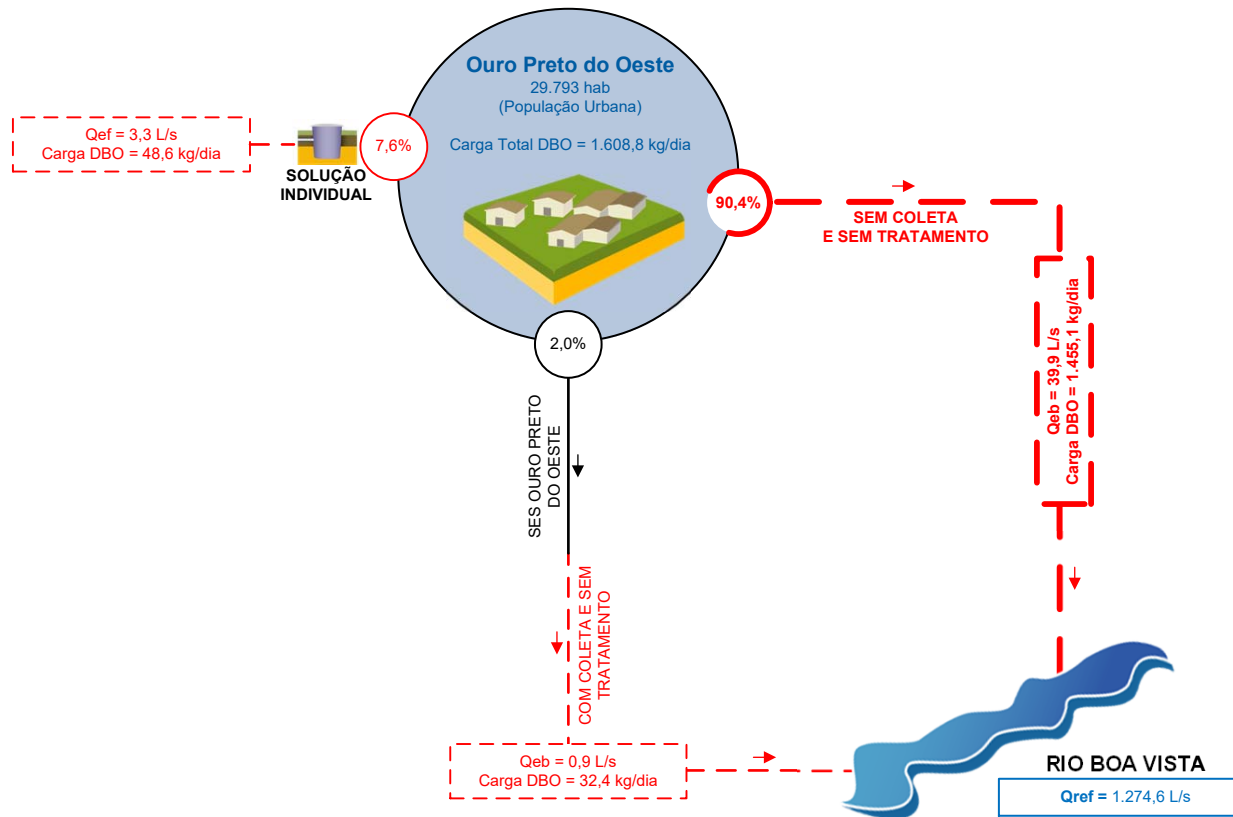 Ouro Preto do Oeste
29.793 hab
(População Urbana)
Carga Total DBO = 1.608,8 kg/dia
Qef = 3,3 L/s
Carga DBO = 48,6 kg/dia
7,6%
SOLUÇÃO
INDIVIDUAL
90,4%
SEM COLETA
E SEM TRATAMENTO
Qeb = 39,9 L/s
Carga DBO = 1.455,1 kg/dia
2,0%
SES OURO PRETO
DO OESTE
COM COLETA E SEM
TRATAMENTO
Qeb = 0,9 L/s
Carga DBO = 32,4 kg/dia
RIO BOA VISTA
Qref = 1.274,6 L/s